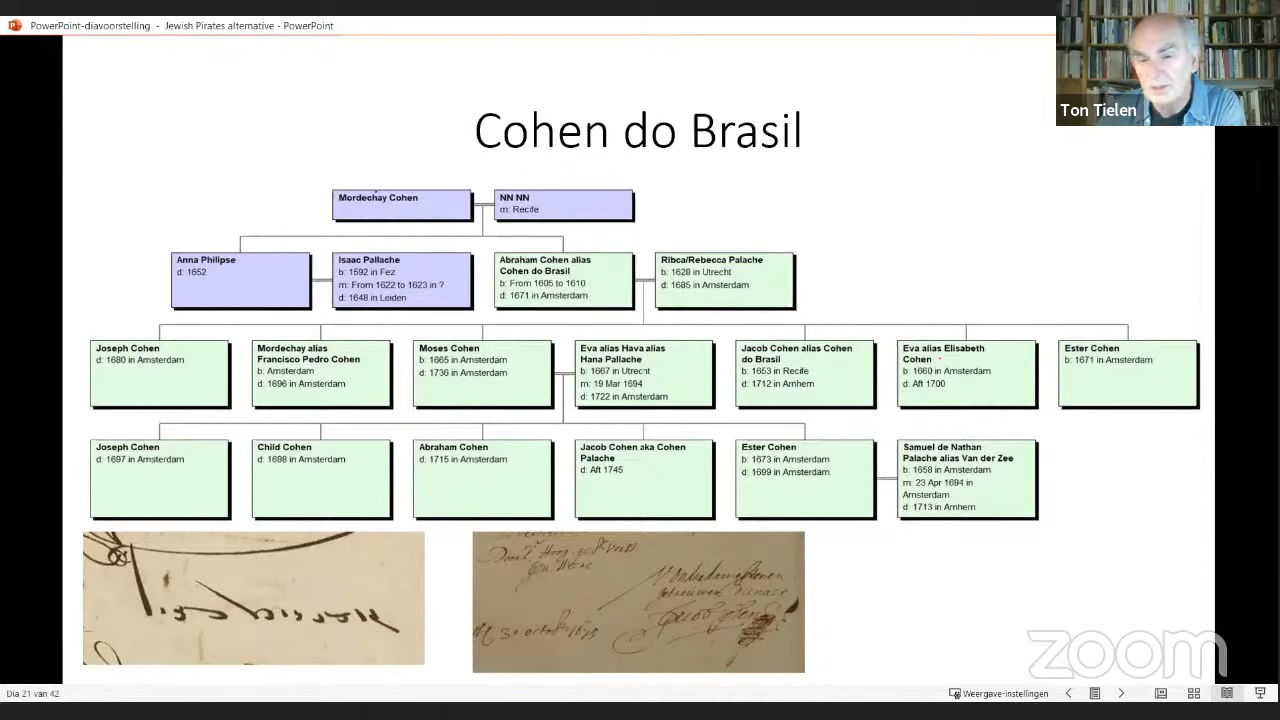 PowerPoint-diavoorstelling - Jewish Pirates alternative - PowerPoint
Ton Tielen
Cohen do Brasil
Mordechay Cohen
NN NN
m: Recife
Anna Philipse
d: 1652
Isaac Pallache
b: 1592 in Fez
m: From 1622 to 1623 in ?
d: 1648 in Leiden
Abraham Cohen alias
Cohen do Brasil
b: From 1605 to 1610
d: 1671 in Amsterdam
Ribca/Rebecca Palache
b: 1628 in Utrecht
d: 1685 in Amsterdam
Joseph Cohen
d: 1680 in Amsterdam
Mordechay alias
Francisco Pedro Cohen
b: Amsterdam
d: 1696 in Amsterdam
Moses Cohen
b: 1665 in Amsterdam
d: 1736 in Amsterdam
Eva alias Hava alias
Hana Pallache
b: 1667 in Utrecht
m: 19 Mar 1694
d: 1722 in Amsterdam
Jacob Cohen alias Cohen
do Brasil
b: 1653 in Recife
d: 1712 in Arnhem
Eva alias Elisabeth
Cohen
b: 1660 in Amsterdam
d: Aft 1700
Ester Cohen
b: 1671 in Amsterdam
Joseph Cohen
d: 1697 in Amsterdam
Child Cohen
d: 1698 in Amsterdam
Abraham Cohen
d: 1715 in Amsterdam
Jacob Cohen aka Cohen
Palache
d: Aft 1745
Ester Cohen
b: 1673 in Amsterdam
d: 1699 in Amsterdam
Samuel de Nathan
Palache alias Van der Zee
b: 1658 in Amsterdam
m: 23 Apr 1694 in
Amsterdam
d: 1713 in Arnhem
zoom
Dia 21 van 42
Weergave-instellingen